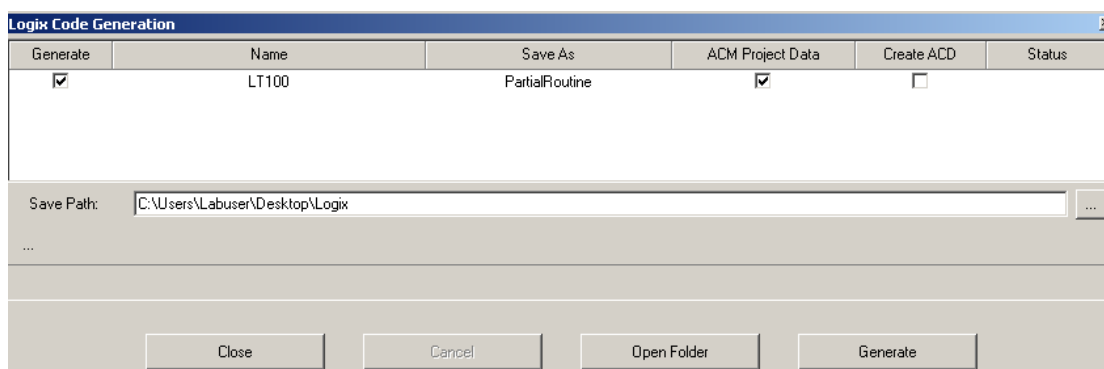 Logix Code Generation
Generate Name Save As ACM Project Data Create ACD Status
LT100 PartialRoutine
Save Path: C:\Users\Labuser\Desktop\Logix ...
...
Close Cancel Open Folder Generate